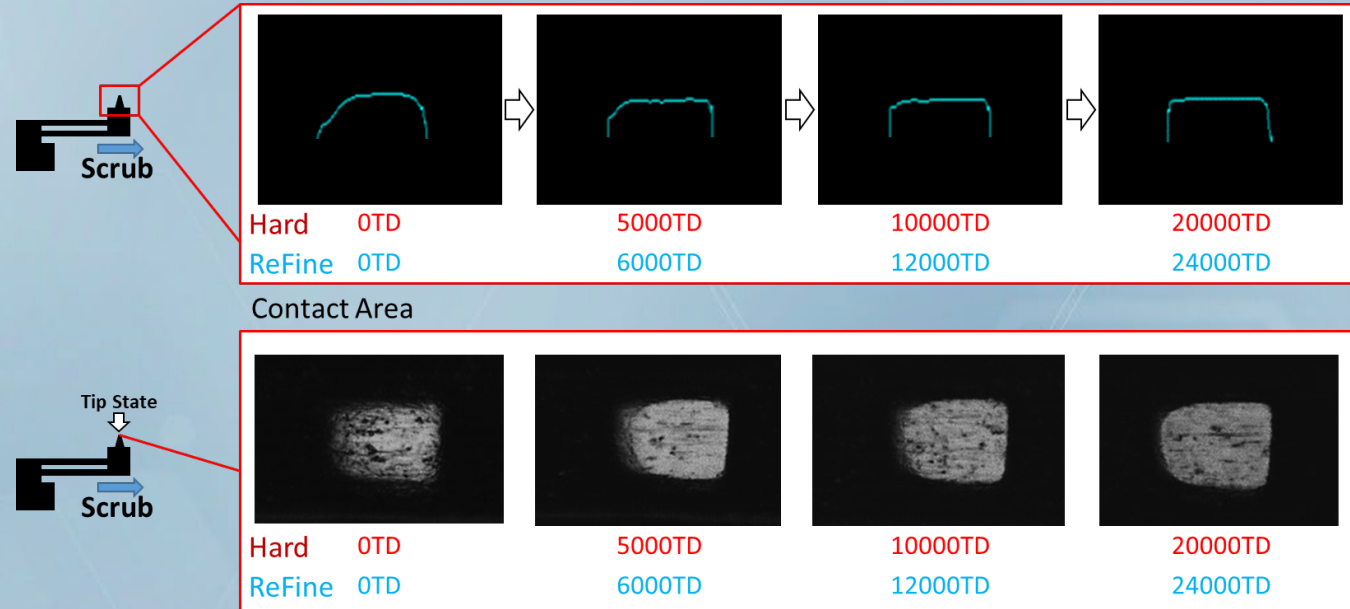 Scrub
Hard 0TD 5000TD 10000TD 20000TD
ReFine 0TD 6000TD 12000TD 24000TD
Contact Area
Tip State
Scrub
Hard 0TD 5000TD 10000TD 20000TD
ReFine 0TD 6000TD 12000TD 24000TD